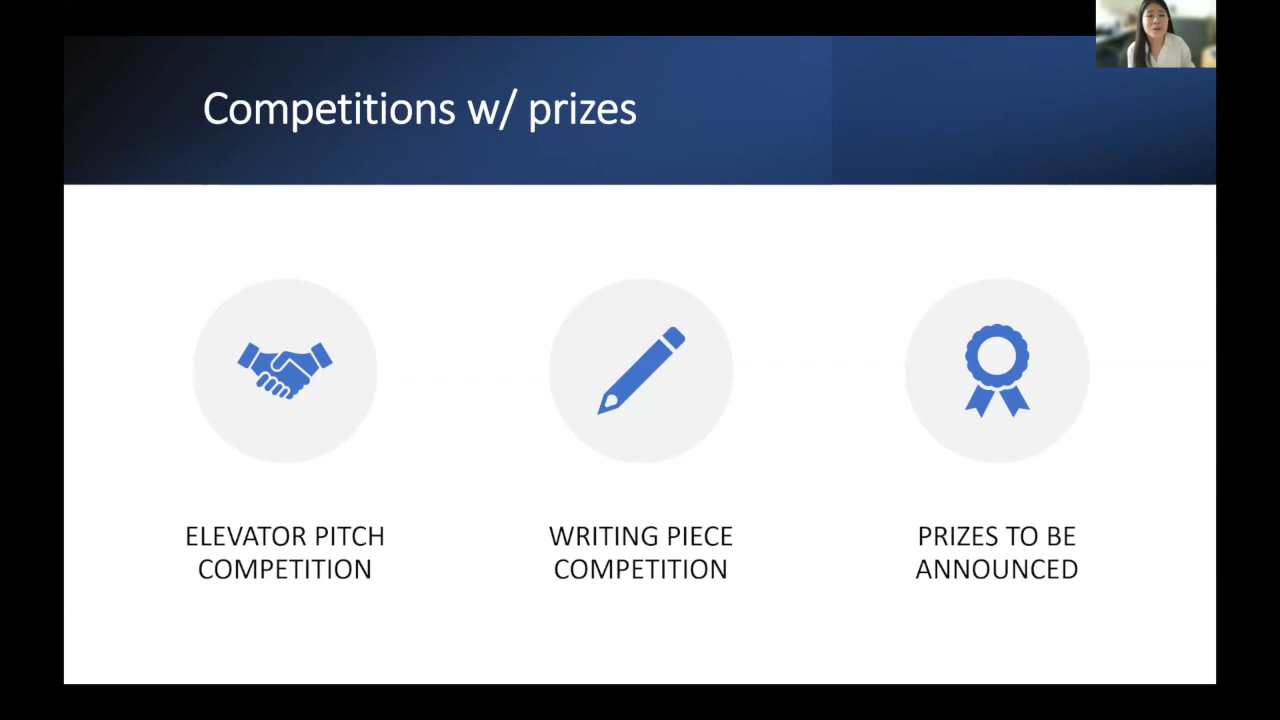 Competitions w/ prizes
ELEVATOR PITCH
COMPETITION
WRITING PIECE
COMPETITION
PRIZES TO BE
ANNOUNCED